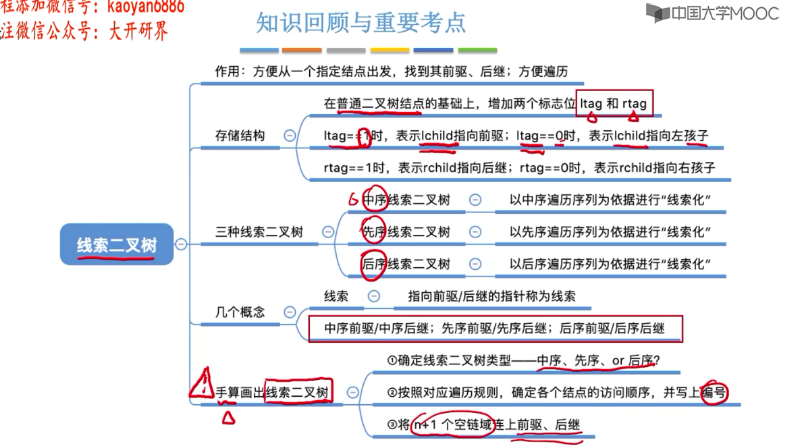 程添加微信号：kaoyan6886
注微信公众号：大开研界
知识回顾与重要考点
中国大学MOOC
作用：方便从一个指定结点出发，找到其前驱、后继；方便遍历
在普通二叉树结点的基础上，增加两个标志位 ltag 和 rtag
存储结构
ltag==1时，表示lchild指向前驱；ltag==0时，表示lchild指向左孩子
rtag==1时，表示rchild指向后继；rtag==0时，表示rchild指向右孩子
中序线索二叉树
以中序遍历序列为依据进行“线索化”
三种线索二叉树
先序线索二叉树
以先序遍历序列为依据进行“线索化”
线索二叉树
后序线索二叉树
以后序遍历序列为依据进行“线索化”
几个概念
线索
指向前驱/后继的指针称为线索
中序前驱/中序后继；先序前驱/先序后继；后序前驱/后序后继
手算画出线索二叉树
①确定线索二叉树类型——中序、先序、or 后序？
②按照对应遍历规则，确定各个结点的访问顺序，并写上编号
③将 n+1 个空链域连上前驱、后继